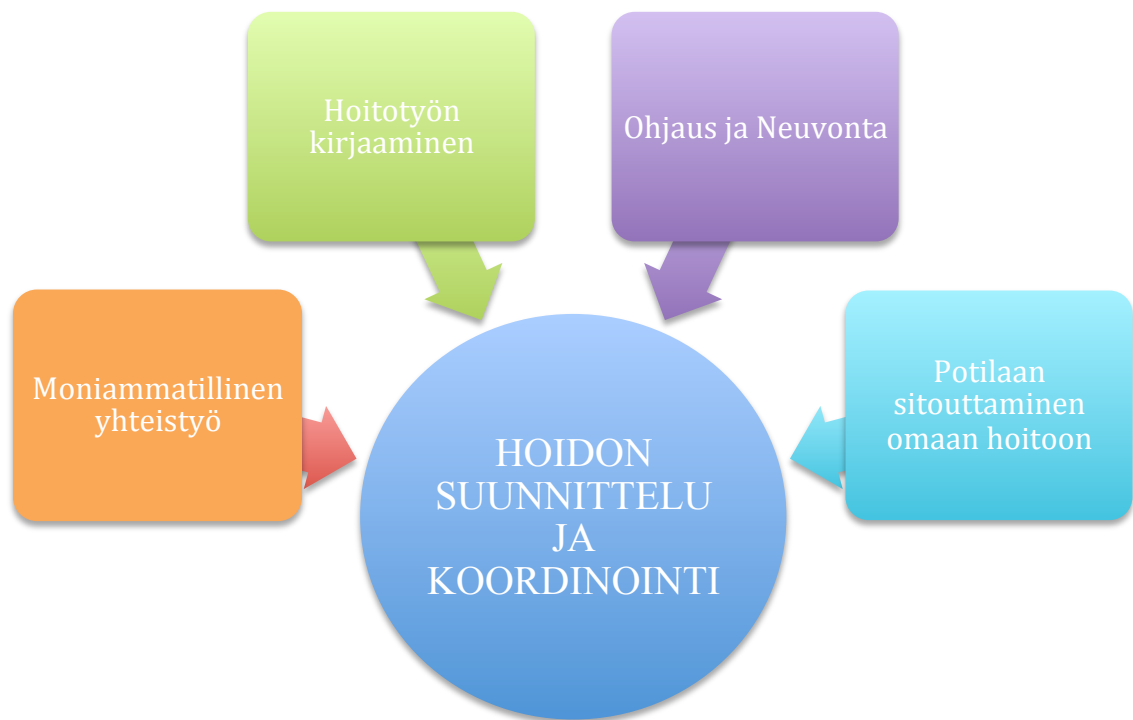 Hoitotyön
kirjaaminen
Ohjaus ja Neuvonta
Moniammatillinen
yhteistyö
Potilaan
sitouttaminen
omaan hoitoon
HOIDON
SUUNNITTELU
JA
KOORDINOINTI